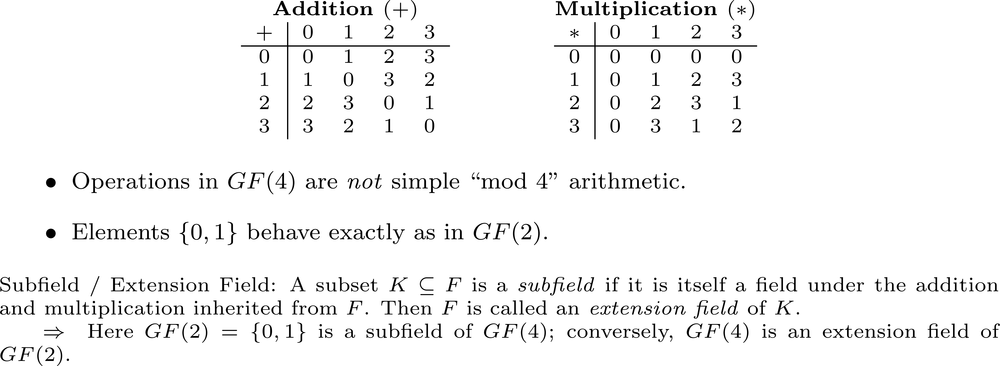 Addition (+) Multiplication (∗)
+ 0 1 2 3 ∗ 0 1 2 3
0 0 1 2 3 0 0 0 0 0
1 1 0 3 2 1 0 1 2 3
2 2 3 0 1 2 0 2 3 1
3 3 2 1 0 3 0 3 1 2
• Operations in GF(4) are not simple “mod 4” arithmetic.
• Elements {0, 1} behave exactly as in GF(2).
Subfield / Extension Field: A subset K ⊆ F is a subfield if it is itself a field under the addition
and multiplication inherited from F. Then F is called an extension field of K.
⇒ Here GF(2) = {0, 1} is a subfield of GF(4); conversely, GF(4) is an extension field of
GF(2).